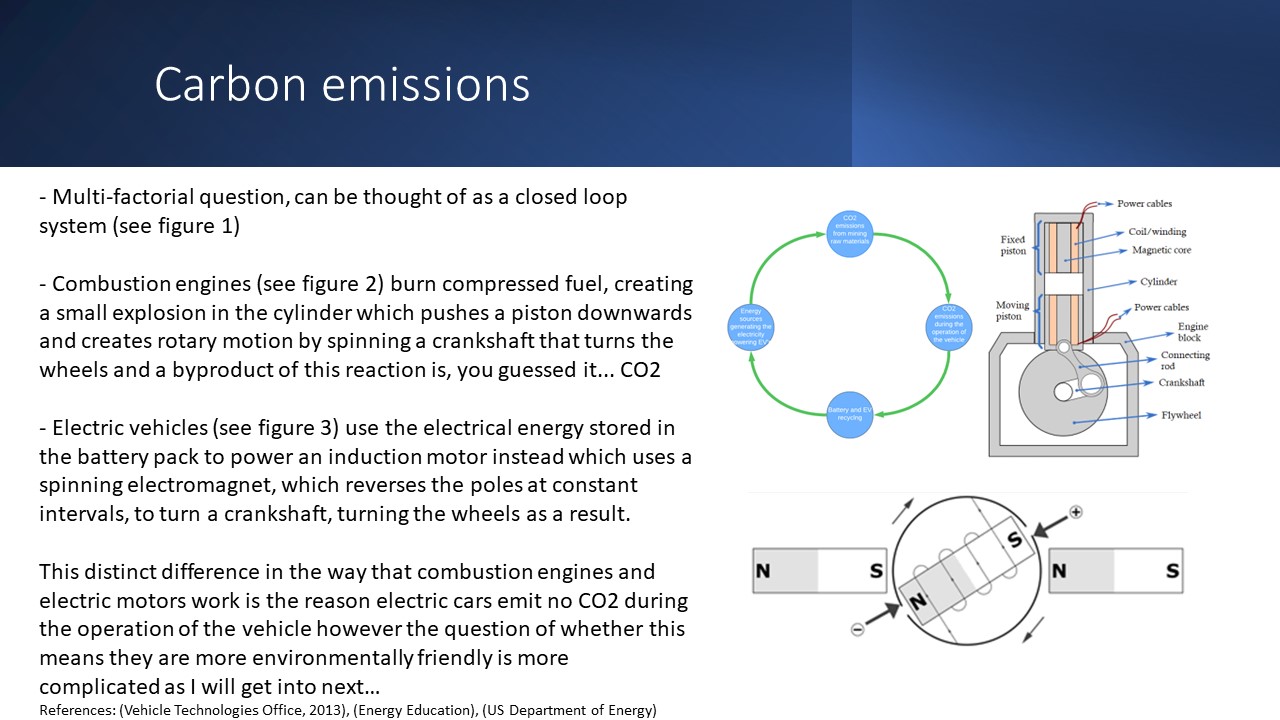 Carbon emissions
- Multi-factorial question, can be thought of as a closed loop
system (see figure 1)
- Combustion engines (see figure 2) burn compressed fuel, creating
a small explosion in the cylinder which pushes a piston downwards
and creates rotary motion by spinning a crankshaft that turns the
wheels and a byproduct of this reaction is, you guessed it... CO2
- Electric vehicles (see figure 3) use the electrical energy stored in
the battery pack to power an induction motor instead which uses a
spinning electromagnet, which reverses the poles at constant
intervals, to turn a crankshaft, turning the wheels as a result.
This distinct difference in the way that combustion engines and
electric motors work is the reason electric cars emit no CO2 during
the operation of the vehicle however the question of whether this
means they are more environmentally friendly is more
complicated as I will get into next...
References: (Vehicle Technologies Office, 2013), (Energy Education), (US Department of Energy)
CO2
emissions
from mining
raw materials
CO2
emissions
during the
operation of
the vehicle
Battery and EV
recycling
Energy
sources
generating the
electricity
powering EV's
Power cables
Fixed
piston
Coil/winding
Magnetic core
Cylinder
Moving
piston
Power cables
Engine
block
Connecting
rod
Crankshaft
Flywheel
N S
N S
N S
+
−